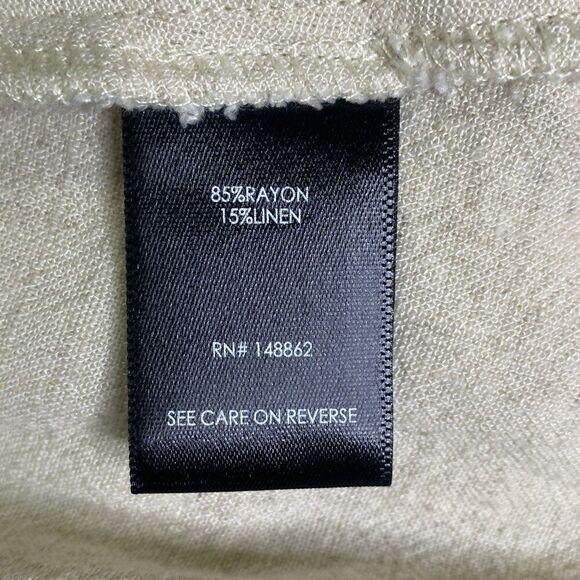 85%RAYON
15%LINEN
RN# 148862
SEE CARE ON REVERSE